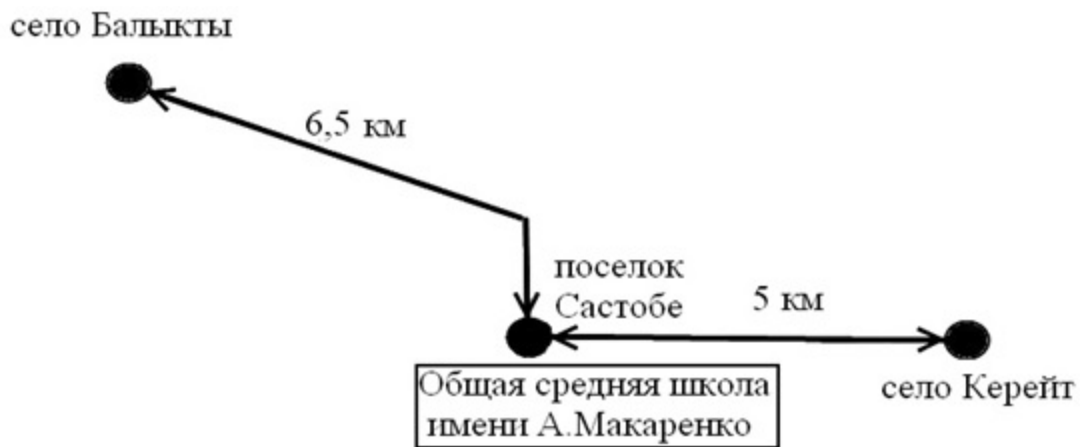 село Балыкты
6,5 км
поселок
Састобе
5 км
Общая средняя школа
имени А.Макаренко
село Керейт